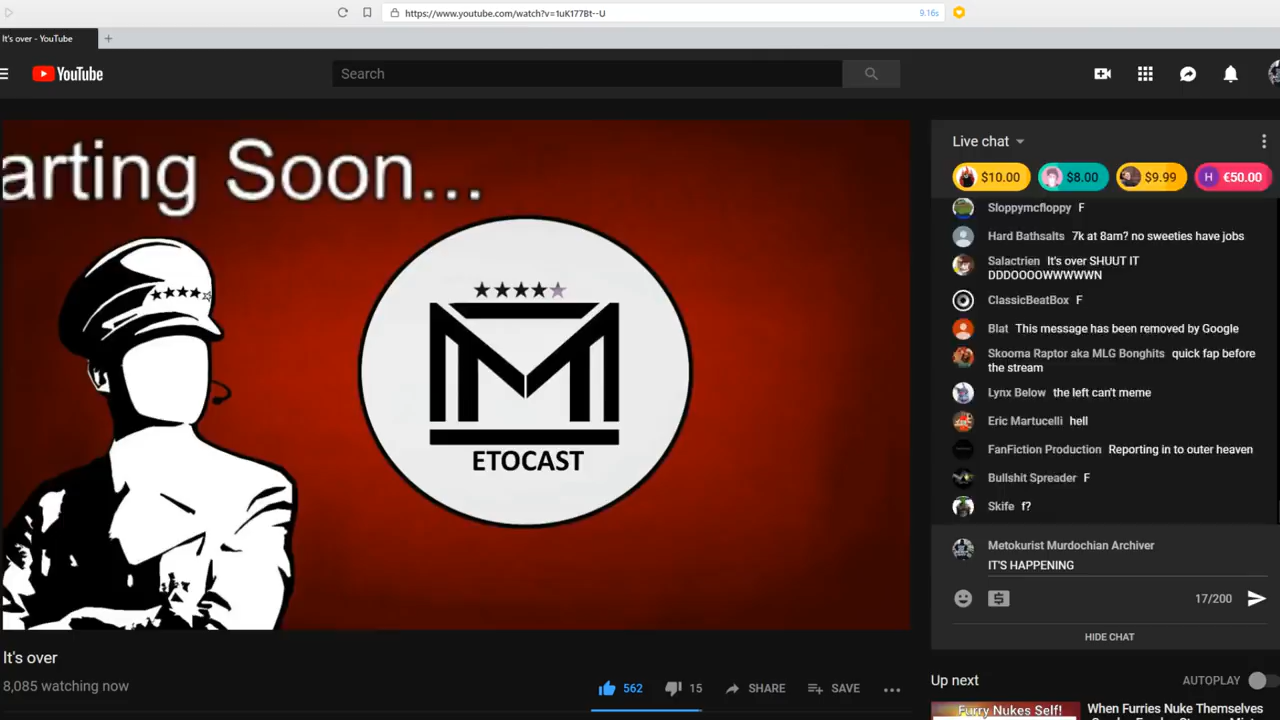 https://www.youtube.com/watch?v=1uK177Bt--U
9.16s
It's over - YouTube
YouTube
Search
arting Soon...
ETOCAST
Live chat
$10.00
$8.00
$9.99
H
€50.00
Sloppymcfloppy F
Hard Bathsalts 7k at 8am? no sweeties have jobs
Salactrien It's over SHUUT IT
DDDOOOOWWWWWN
ClassicBeatBox F
Blat This message has been removed by Google
Skooma Raptor aka MLG Bonghits quick fap before
the stream
Lynx Below the left can't meme
Eric Martucelli hell
FanFiction Production Reporting in to outer heaven
Bullshit Spreader F
Skife f?
Metokurist Murdochian Archiver
IT'S HAPPENING
17/200
HIDE CHAT
It's over
8,085 watching now
562
15
SHARE
SAVE
Up next
AUTOPLAY
Furry Nukes Self!
When Furries Nuke Themselves